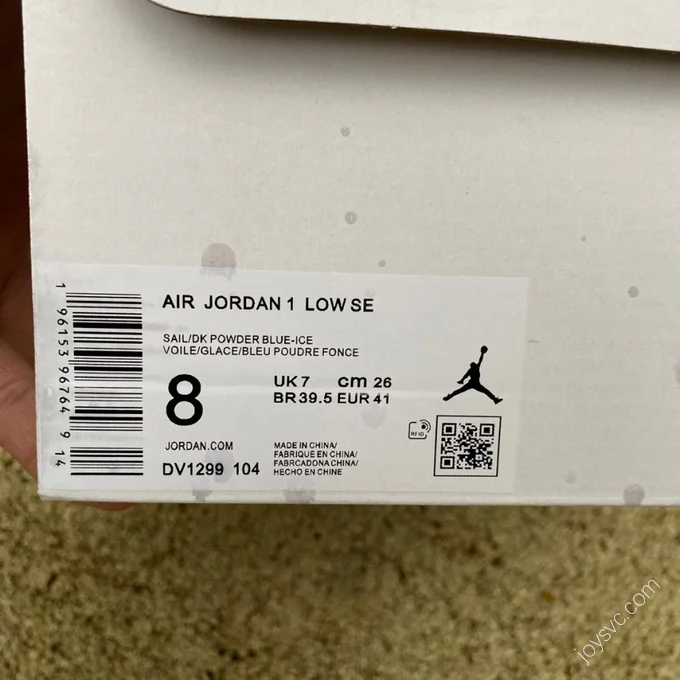 AIR JORDAN 1 LOW SE
SAIL/DK POWDER BLUE-ICE
VOILE/GLACE/BLEU POUDRE FONCE
8
UK 7 cm 26
BR 39.5 EUR 41
JORDAN.COM
DV1299 104
MADE IN CHINA/
FABRIQUE EN CHINA/
FABRCADONA CHINA/
HECHO EN CHINE
RFID
1 96153 96764 9 14
joysvc.com